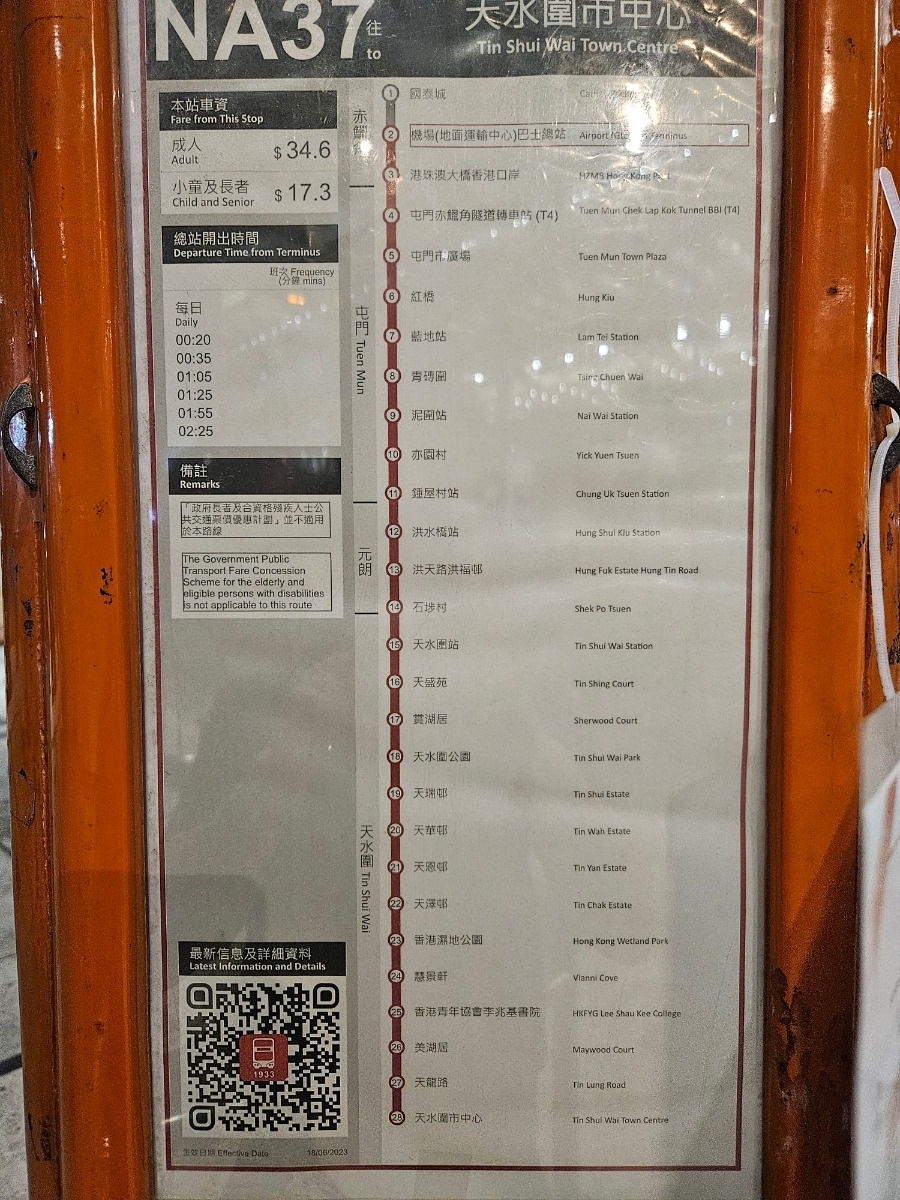 NA37
往
to
天水圍市中心
Tin Shui Wai Town Centre
本站車資
Fare from This Stop
成人
Adult
$ 34.6
小童及長者
Child and Senior
$ 17.3
總站開出時間
Departure Time from Terminus
班次 Frequency
(分鐘 mins)
每日
Daily
00:20
00:35
01:05
01:25
01:55
02:25
備註
Remarks
「政府長者及合資格殘疾人士公
共交通票價優惠計劃」並不適用
於本路線
The Government Public
Transport Fare Concession
Scheme for the elderly and
eligible persons with disabilities
is not applicable to this route
最新信息及詳細資料
Latest Information and Details
1933
生效日期 Effective Date 18/06/2023
屯門 Tuen Mun
元朗
天水圍 Tin Shui Wai
1 國泰城
2 機場(地面運輸中心)巴士總站 Airport Terminus
3 港珠澳大橋香港口岸 HZMB Hong Kong Port
4 屯門赤鱲角隧道轉車站 (T4) Tuen Mun Chek Lap Kok Tunnel BBI (T4)
5 屯門市廣場 Tuen Mun Town Plaza
6 紅橋 Hung Kiu
7 藍地站 Lam Tei Station
8 青磚圍 Tsing Chuen Wai
9 泥圍站 Nai Wai Station
10 亦園村 Yick Yuen Tsuen
11 鍾屋村站 Chung Uk Tsuen Station
12 洪水橋站 Hung Shui Kiu Station
13 洪天路洪福邨 Hung Fuk Estate Hung Tin Road
14 石埗村 Shek Po Tsuen
15 天水圍站 Tin Shui Wai Station
16 天盛苑 Tin Shing Court
17 賞湖居 Sherwood Court
18 天水圍公園 Tin Shui Wai Park
19 天瑞邨 Tin Shui Estate
20 天華邨 Tin Wah Estate
21 天恩邨 Tin Yan Estate
22 天澤邨 Tin Chak Estate
23 香港濕地公園 Hong Kong Wetland Park
24 慧景軒 Vianni Cove
25 香港青年協會李兆基書院 HKFYG Lee Shau Kee College
26 美湖居 Maywood Court
27 天龍路 Tin Lung Road
28 天水圍市中心 Tin Shui Wai Town Centre